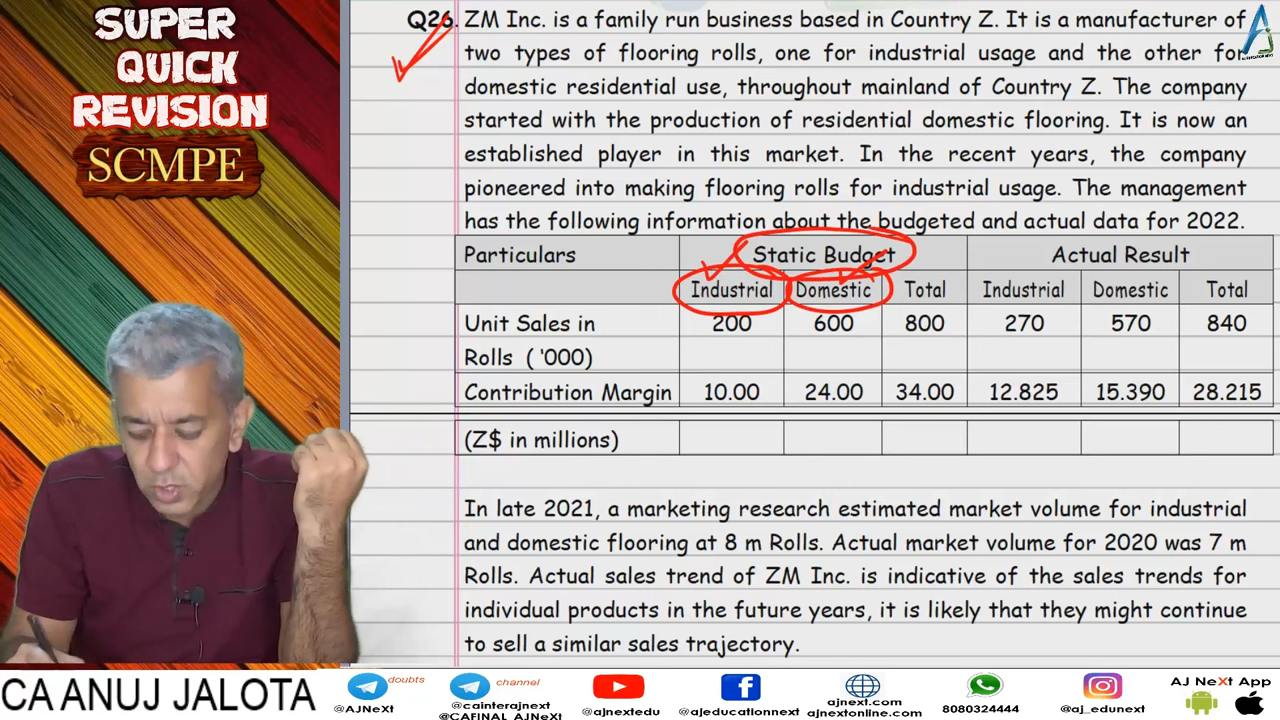 SUPER
QUICK
REVISION
SCMPE
Q26. ZM Inc. is a family run business based in Country Z. It is a manufacturer of
two types of flooring rolls, one for industrial usage and the other for
domestic residential use, throughout mainland of Country Z. The company
started with the production of residential domestic flooring. It is now an
established player in this market. In the recent years, the company
pioneered into making flooring rolls for industrial usage. The management
has the following information about the budgeted and actual data for 2022.
Particulars Static Budget Actual Result
Industrial Domestic Total Industrial Domestic Total
Unit Sales in 200 600 800 270 570 840
Rolls ( '000)
Contribution Margin 10.00 24.00 34.00 12.825 15.390 28.215
(Z$ in millions)
In late 2021, a marketing research estimated market volume for industrial
and domestic flooring at 8 m Rolls. Actual market volume for 2020 was 7 m
Rolls. Actual sales trend of ZM Inc. is indicative of the sales trends for
individual products in the future years, it is likely that they might continue
to sell a similar sales trajectory.
CA ANUJ JALOTA
doubts
@AJNeXt
channel
@cainterajnext
@CAFINAL_AJNeXt
@ajnextedu
@ajeducationnext
ajnext.com
ajnextonline.com
8080324444
@aj_edunext
AJ NeXt App